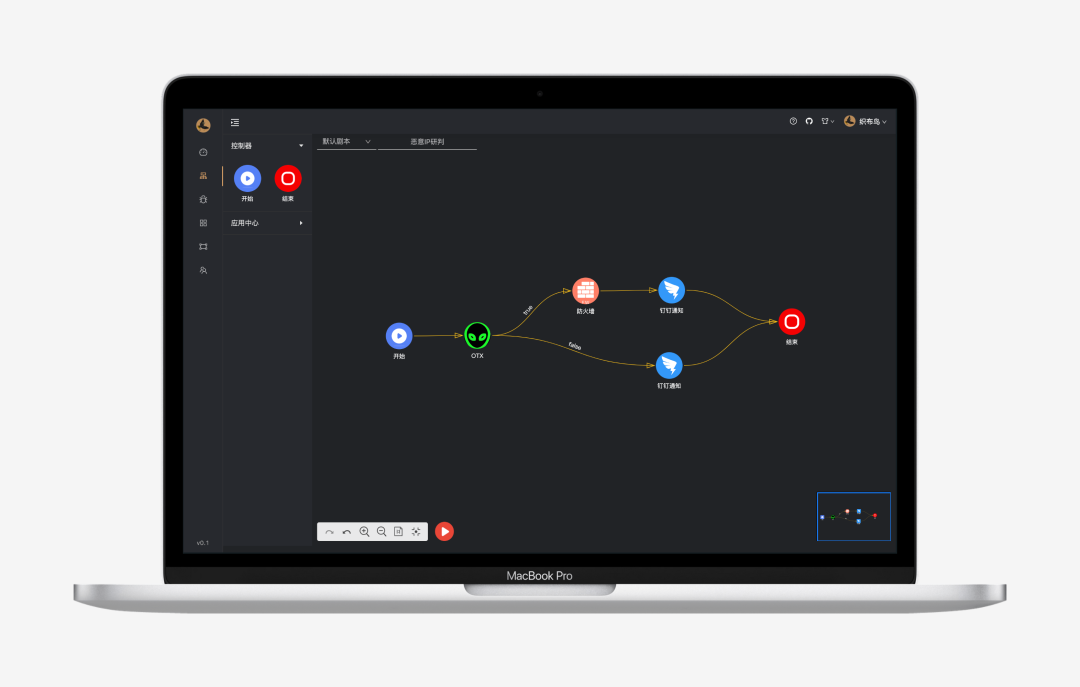 织布鸟
控制器
默认剧本
恶意IP研判
开始
结束
应用中心
true
防火墙
钉钉通知
开始
OTX
false
钉钉通知
结束
v0.1
MacBook Pro